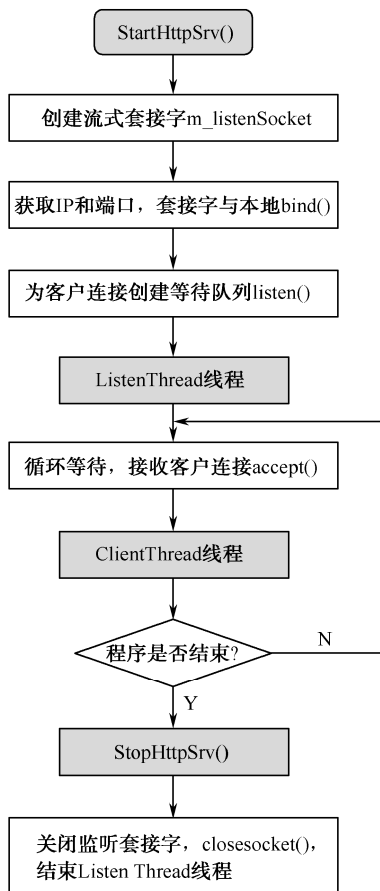 StartHttpSrv()
创建流式套接字m_listenSocket
获取IP和端口，套接字与本地bind()
为客户连接创建等待队列listen()
ListenThread线程
循环等待，接收客户连接accept()
ClientThread线程
程序是否结束?
N
Y
StopHttpSrv()
关闭监听套接字，closesocket()，
结束Listen Thread线程